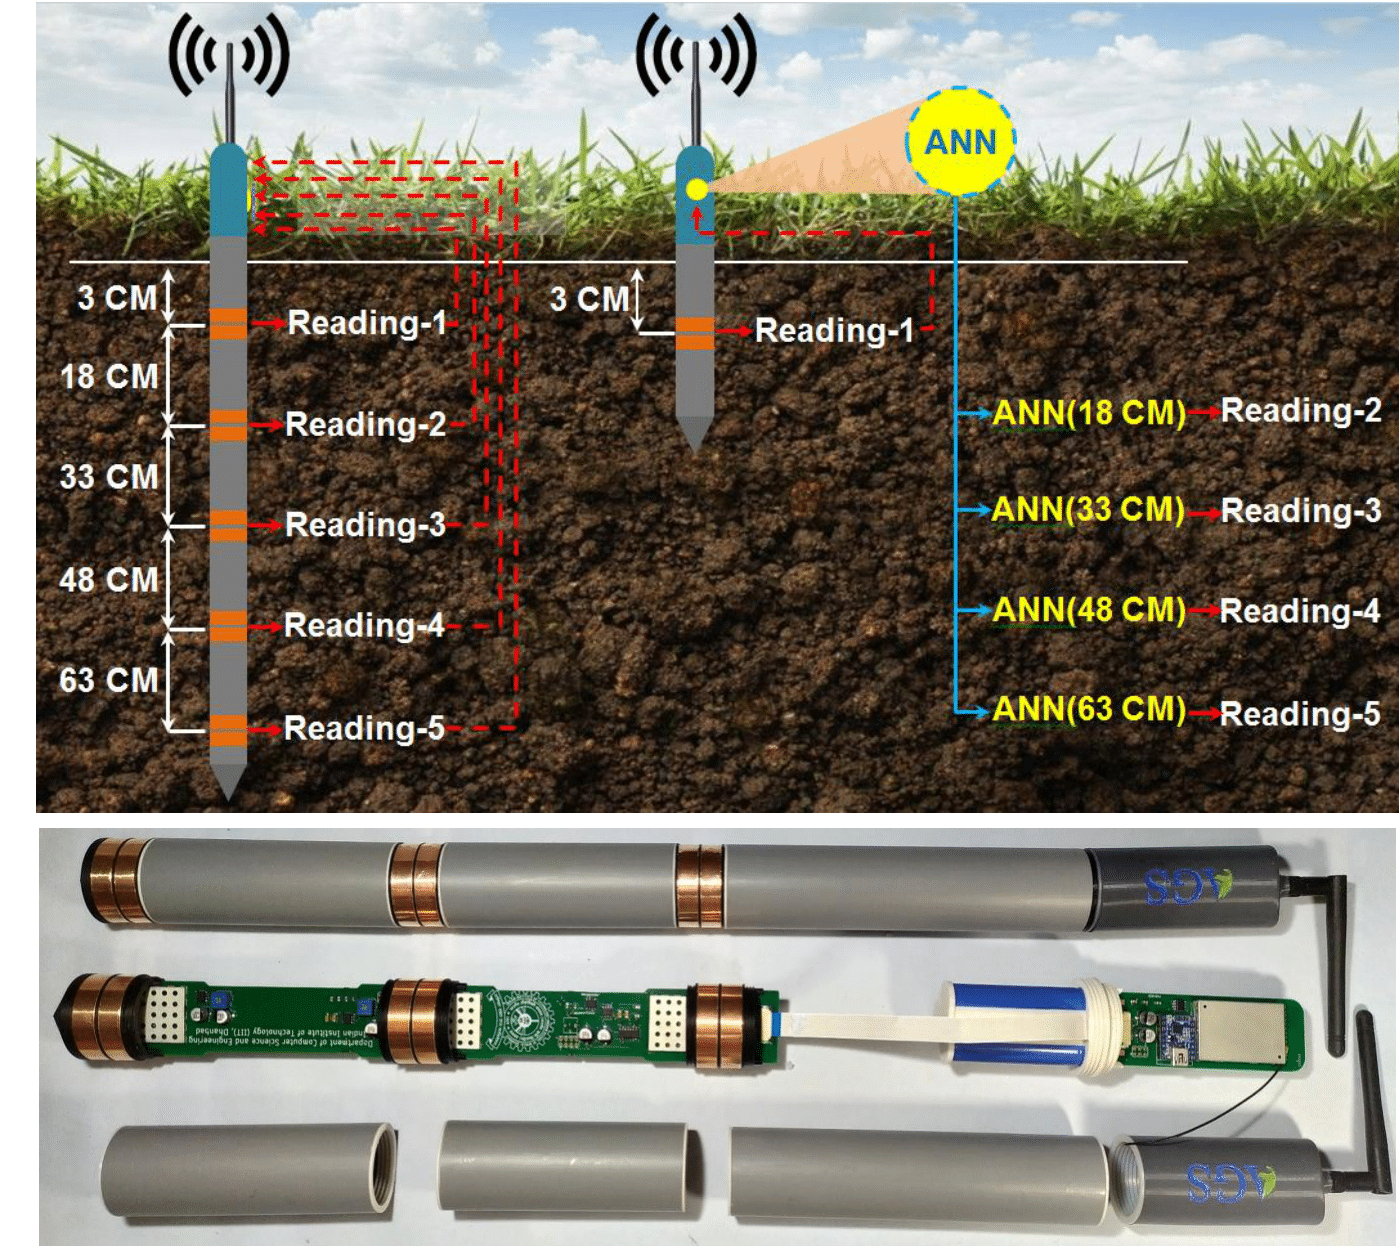 ANN
3 CM
Reading-1
18 CM
Reading-2
33 CM
Reading-3
48 CM
Reading-4
63 CM
Reading-5
3 CM
Reading-1
ANN(18 CM)
Reading-2
ANN(33 CM)
Reading-3
ANN(48 CM)
Reading-4
ANN(63 CM)
Reading-5
AGS
Department of Computer Science and Engineering
Indian Institute of Technology (IIT), Dhanbad
AGS